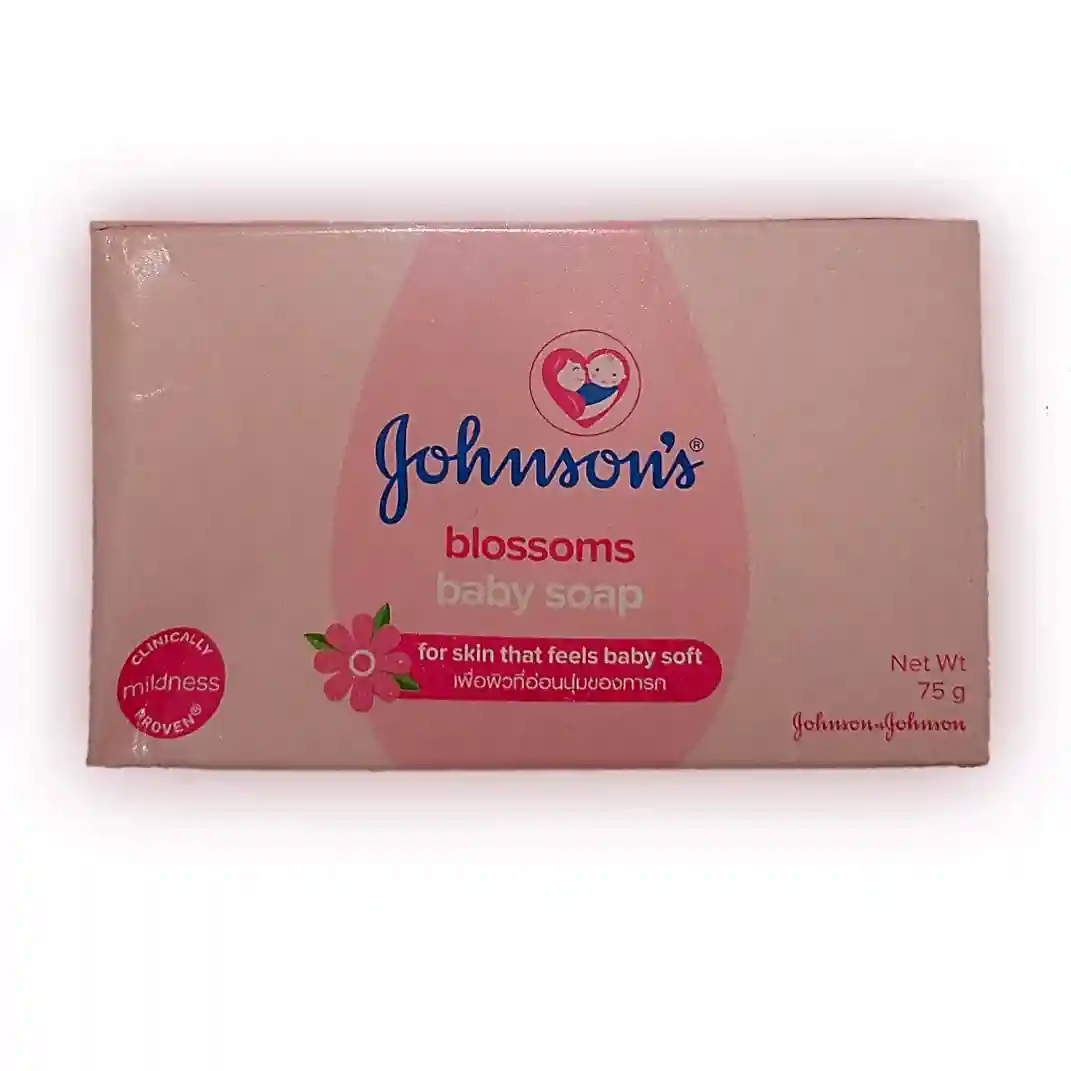 Johnson's®
blossoms
baby soap
for skin that feels baby soft
เพื่อผิวที่อ่อนนุ่มของทารก
CLINICALLY
mildness
PROVEN®
Net Wt
75 g
Johnson&Johnson